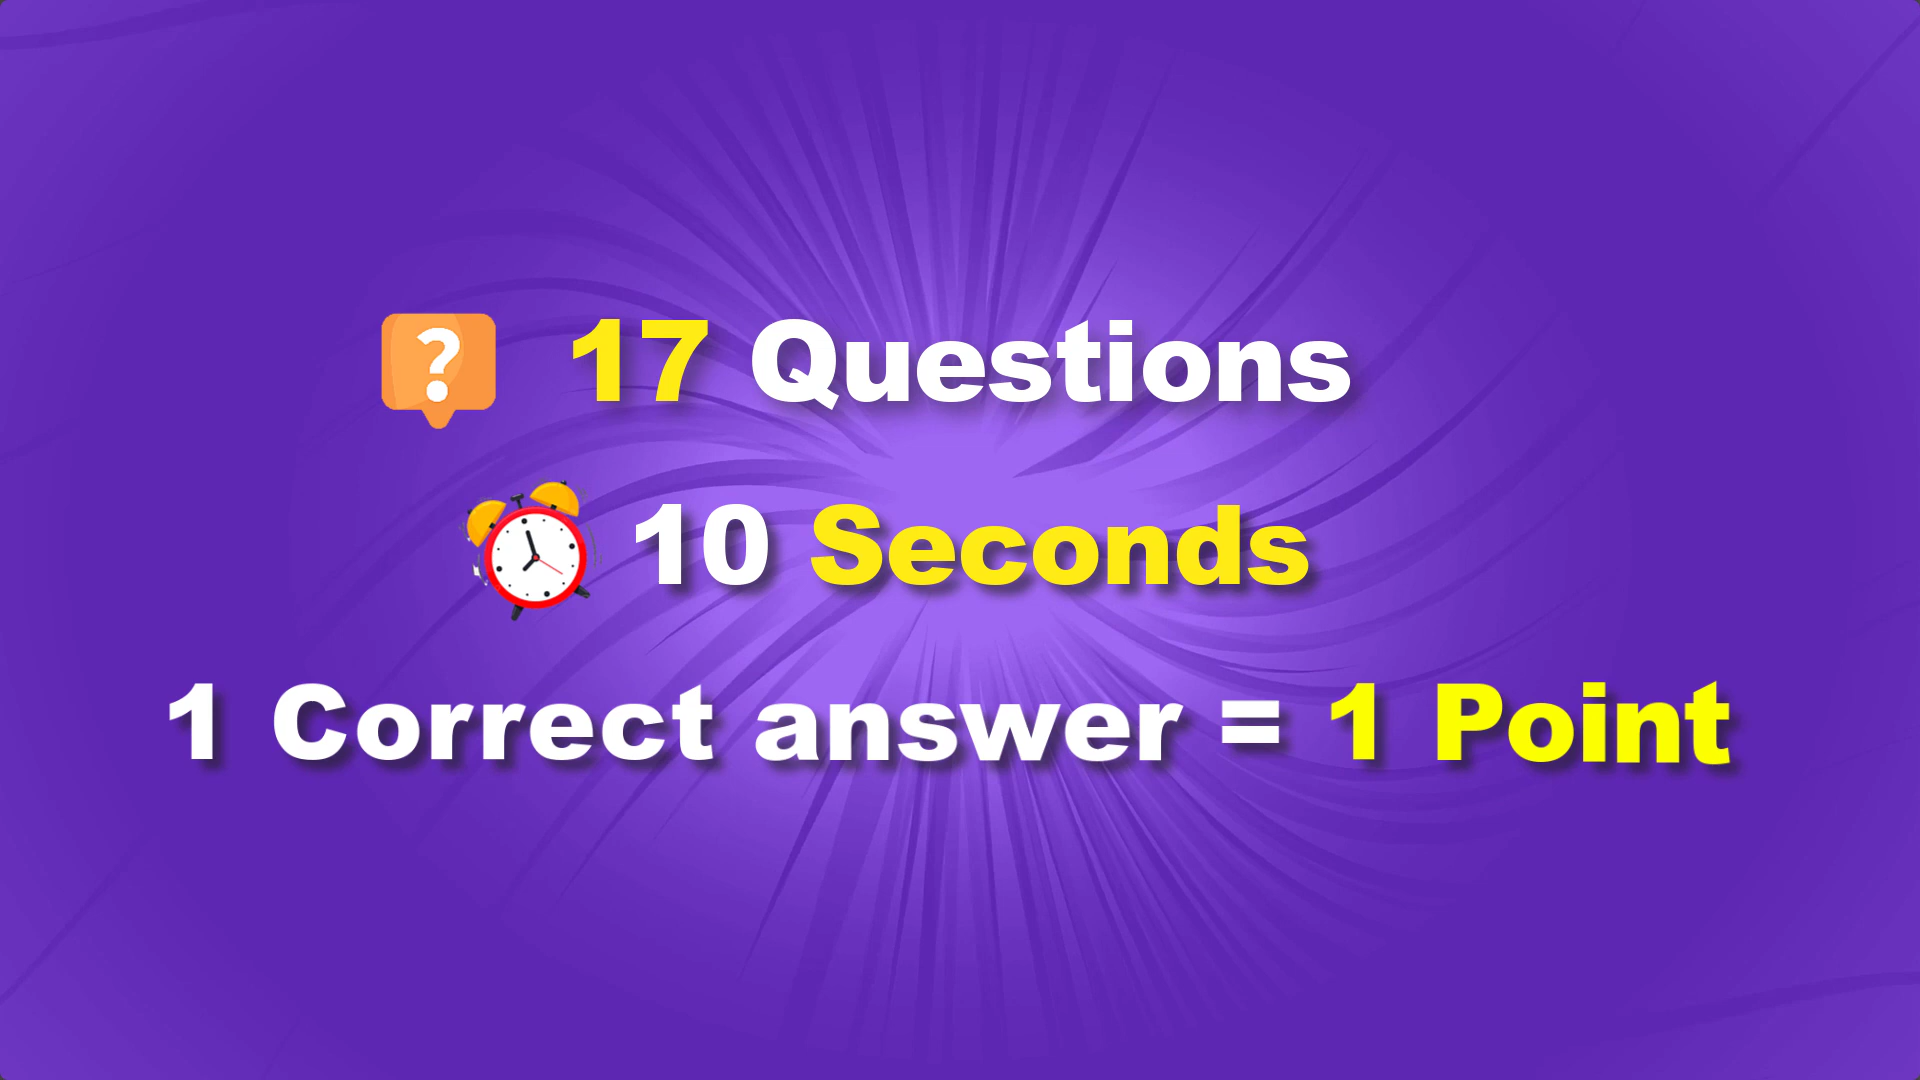 17 Questions
10 Seconds
1 Correct answer = 1 Point